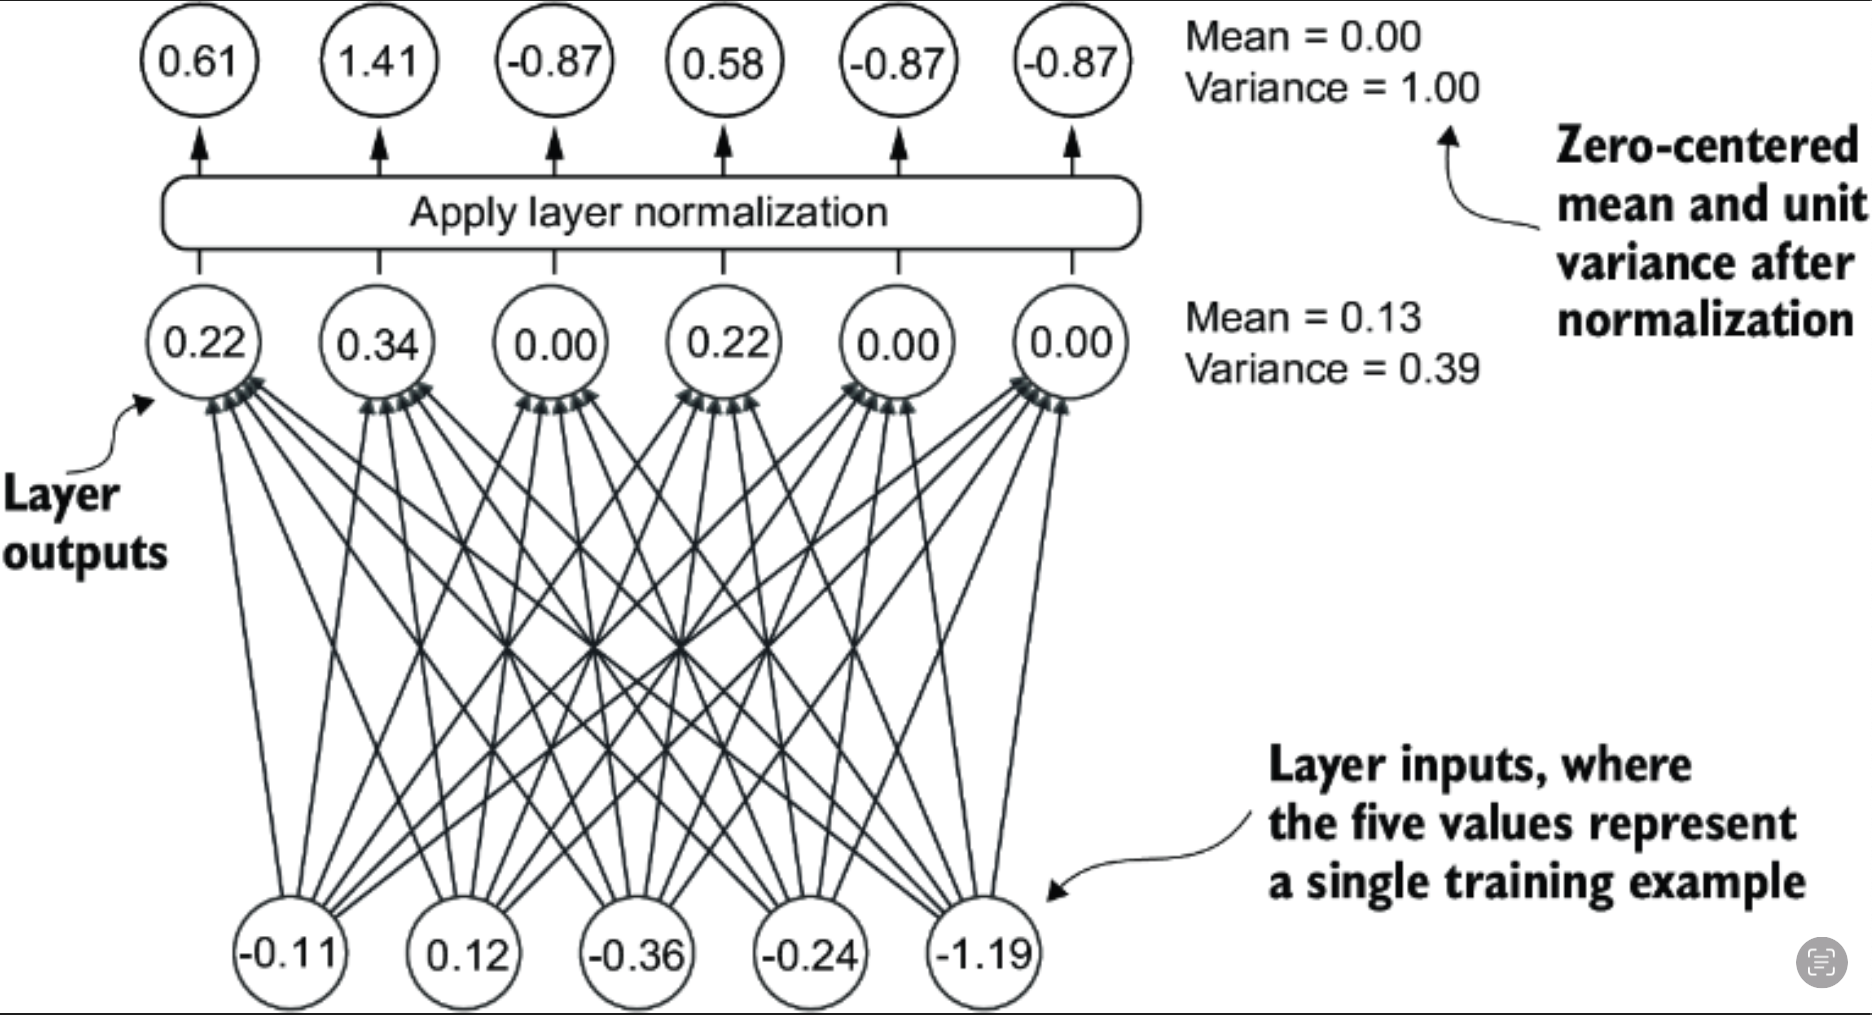 0.61 1.41 -0.87 0.58 -0.87 -0.87
Mean = 0.00
Variance = 1.00
Zero-centered
mean and unit
variance after
normalization
Apply layer normalization
0.22 0.34 0.00 0.22 0.00 0.00
Mean = 0.13
Variance = 0.39
Layer
outputs
Layer inputs, where
the five values represent
a single training example
-0.11 0.12 -0.36 -0.24 -1.19